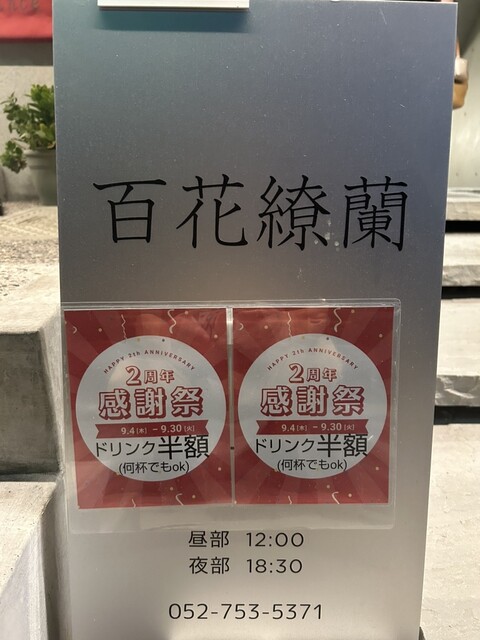 百花繚蘭
HAPPY 2th ANNIVERSARY
2周年
感謝祭
9.4[木] - 9.30[火]
ドリンク半額
(何杯でもok)
HAPPY 2th ANNIVERSARY
2周年
感謝祭
9.4[木] - 9.30[火]
ドリンク半額
(何杯でもok)
昼部 12:00
夜部 18:30
052-753-5371